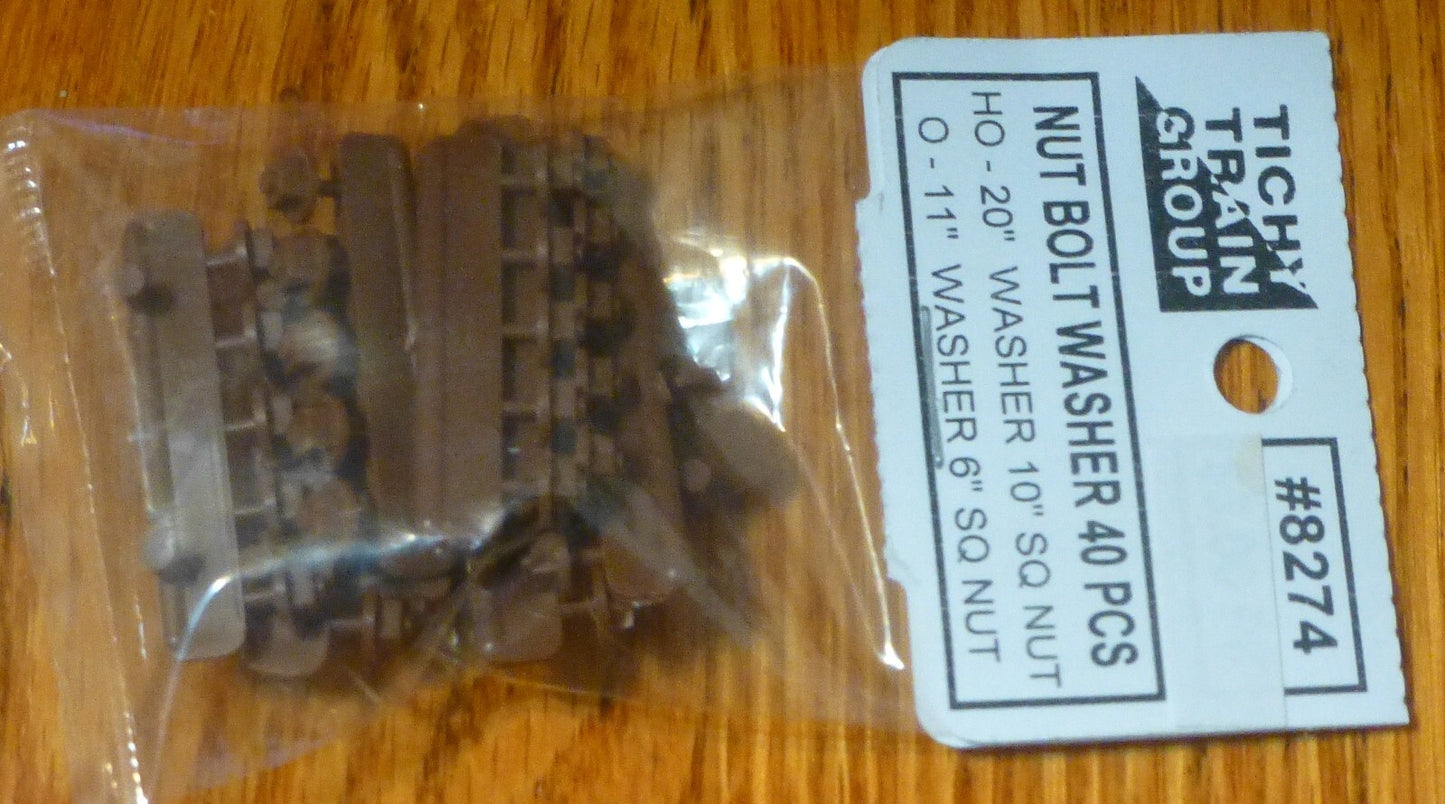 TICHY
TRAIN
GROUP
#8274
NUT BOLT WASHER 40 PCS
HO - 20" WASHER 10" SQ NUT
O - 11" WASHER 6" SQ NUT